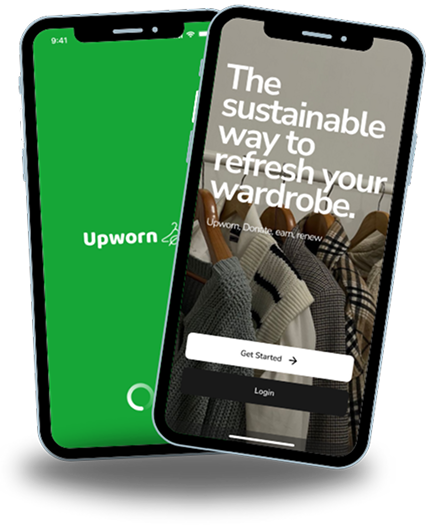 9:41
Upworn
The
sustainable
way to
refresh your
wardrobe.
Upworn, Donate, earn, renew
Get Started →
Login